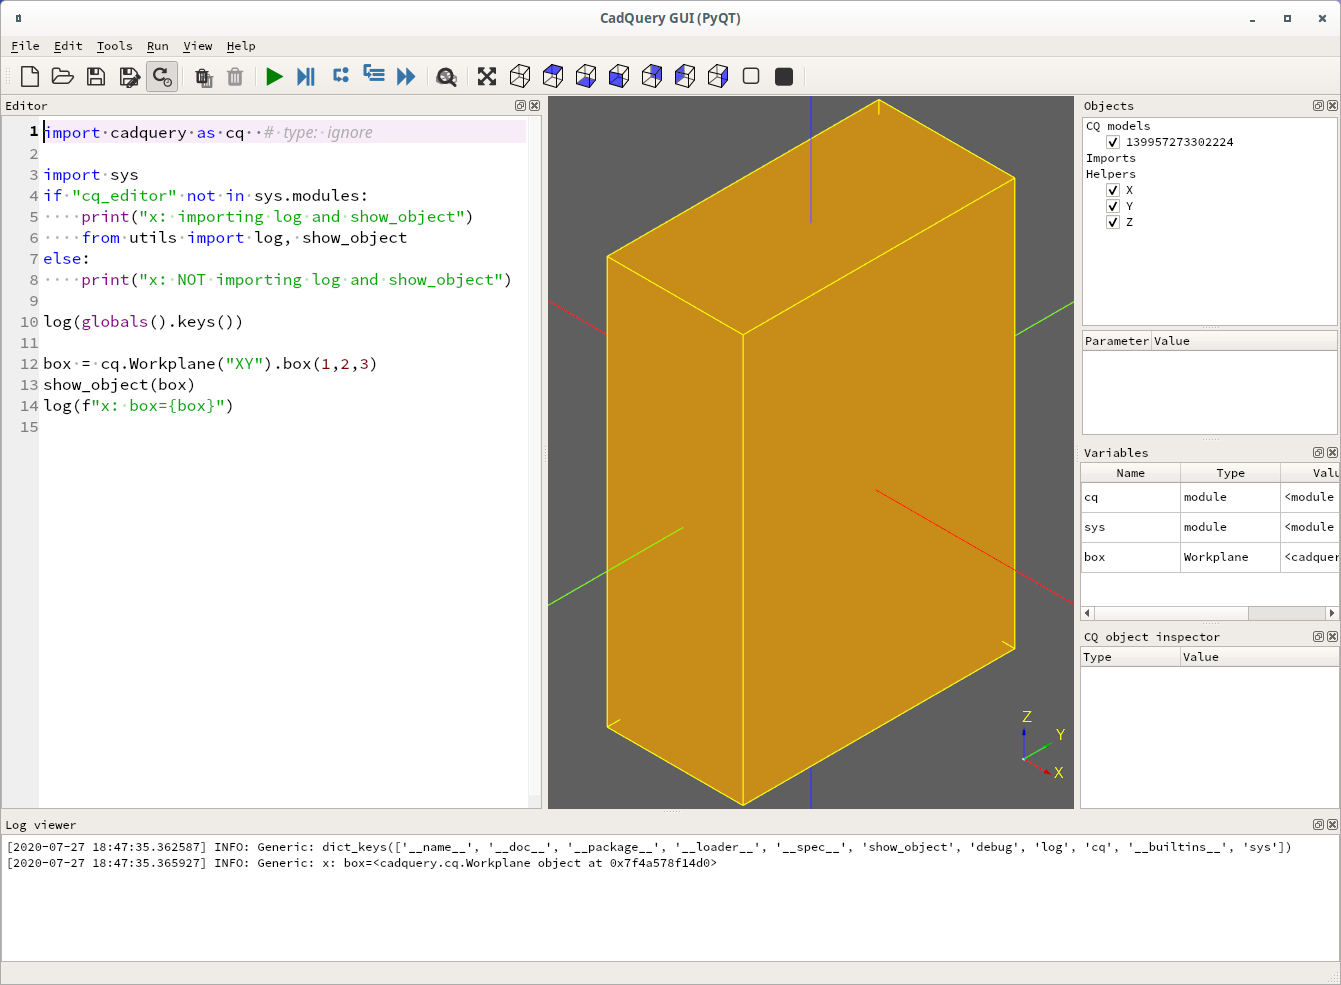 CadQuery GUI (PyQT)
File Edit Tools Run View Help
Editor
1 import cadquery as cq  # type: ignore
2
3 import sys
4 if "cq_editor" not in sys.modules:
5     print("x: importing log and show_object")
6     from utils import log, show_object
7 else:
8     print("x: NOT importing log and show_object")
9
10 log(globals().keys())
11
12 box = cq.Workplane("XY").box(1,2,3)
13 show_object(box)
14 log(f"x: box={box}")
15
Z
Y
X
Objects
CQ models
139957273302224
Imports
Helpers
X
Y
Z
Parameter Value
Variables
Name Type Valu
cq module <module
sys module <module
box Workplane <cadquer
CQ object inspector
Type Value
Log viewer
[2020-07-27 18:47:35.362587] INFO: Generic: dict_keys(['__name__', '__doc__', '__package__', '__loader__', '__spec__', 'show_object', 'debug', 'log', 'cq', '__builtins__', 'sys'])
[2020-07-27 18:47:35.365927] INFO: Generic: x: box=<cadquery.cq.Workplane object at 0x7f4a578f14d0>